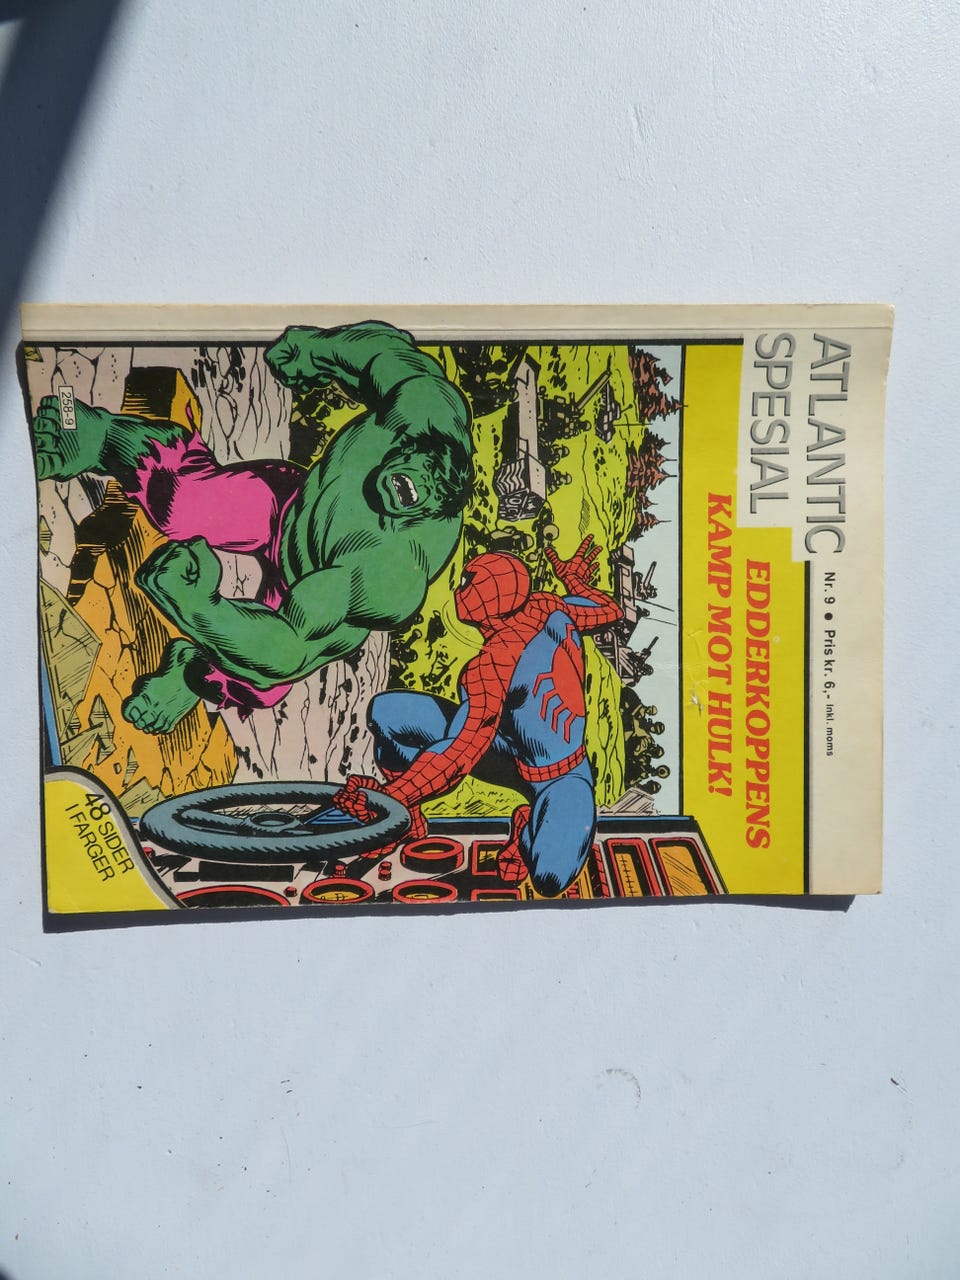 ATLANTIC
SPESIAL
Nr. 9 ● Pris kr. 6,- Inkl. moms
EDDERKOPPENS
KAMP MOT HULK!
258-9
48 SIDER
I FARGER